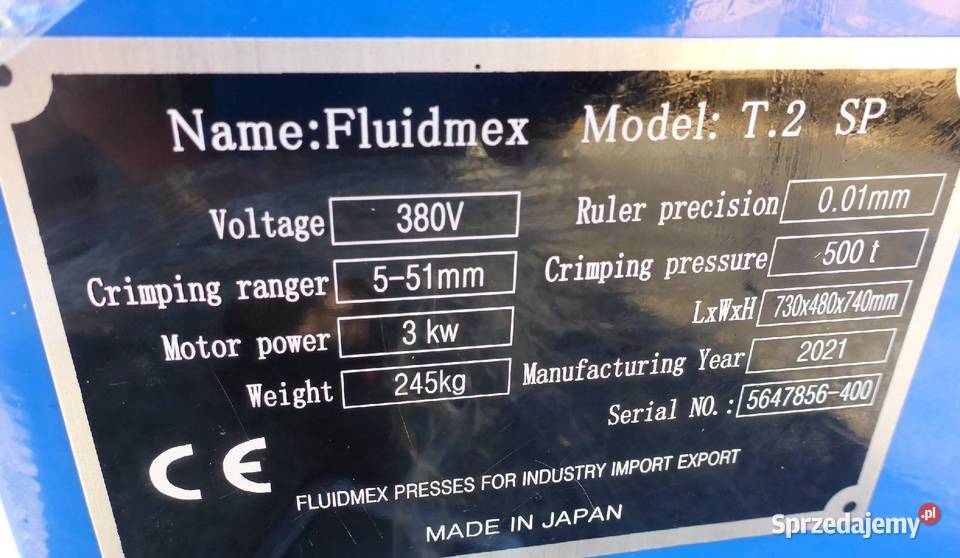 Name:Fluidmex Model: T.2 SP
Voltage 380V
Ruler precision 0.01mm
Crimping ranger 5-51mm
Crimping pressure 500 t
Motor power 3 kw
LxWxH 730x480x740mm
Weight 245kg
Manufacturing Year 2021
Serial NO.: 5647856-400
CE
FLUIDMEX PRESSES FOR INDUSTRY IMPORT EXPORT
MADE IN JAPAN
Sprzedajemy.pl